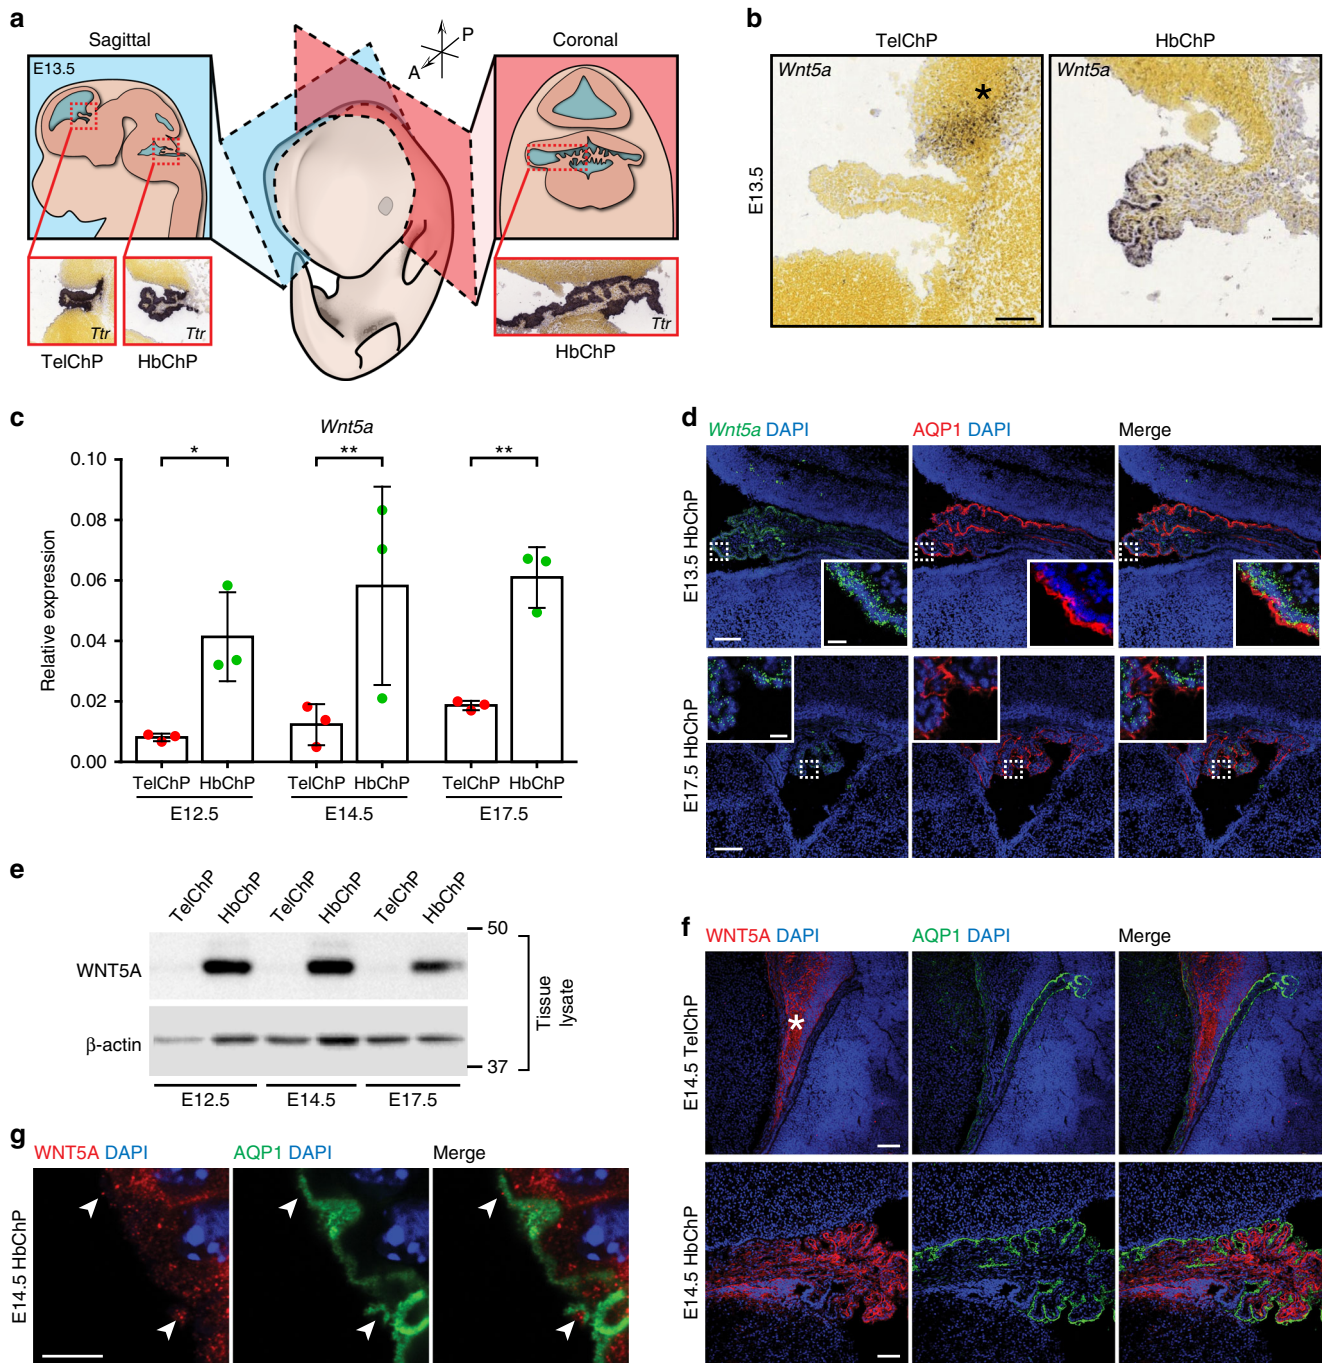 a
Sagittal
P
A
Coronal
E13.5
Ttr
Ttr
Ttr
TelChP
HbChP
HbChP
b
TelChP
HbChP
E13.5
Wnt5a
*
Wnt5a
c
Wnt5a
*
**
**
Relative expression
0.10
0.08
0.06
0.04
0.02
0.00
TelChP HbChP
TelChP HbChP
TelChP HbChP
E12.5
E14.5
E17.5
d
Wnt5a DAPI
AQP1 DAPI
Merge
E13.5 HbChP
E17.5 HbChP
e
TelChP
HbChP
TelChP
HbChP
TelChP
HbChP
50
WNT5A
β-actin
37
Tissue
lysate
E12.5
E14.5
E17.5
f
WNT5A DAPI
AQP1 DAPI
Merge
E14.5 TelChP
*
E14.5 HbChP
g
WNT5A DAPI
AQP1 DAPI
Merge
E14.5 HbChP